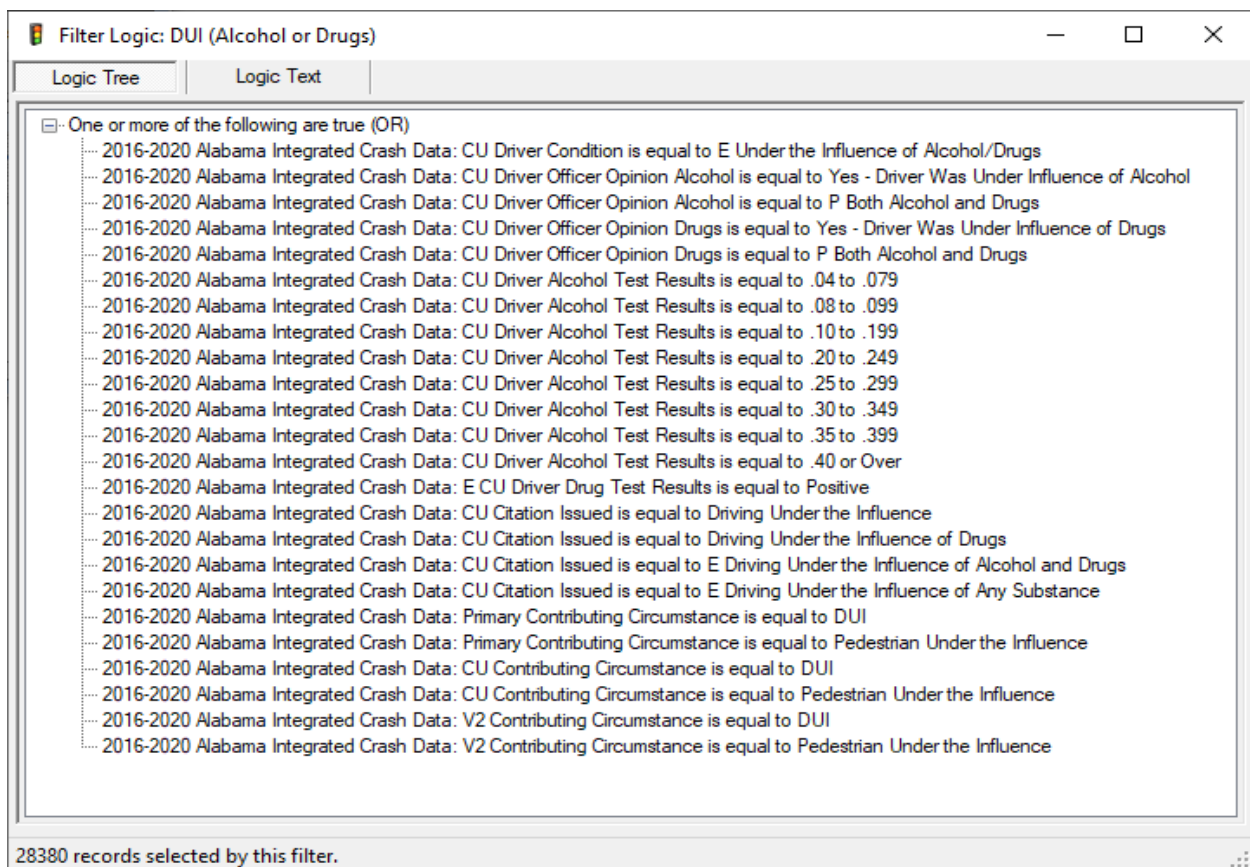 Filter Logic: DUI (Alcohol or Drugs)
Logic Tree
Logic Text
One or more of the following are true (OR)
2016-2020 Alabama Integrated Crash Data: CU Driver Condition is equal to E Under the Influence of Alcohol/Drugs
2016-2020 Alabama Integrated Crash Data: CU Driver Officer Opinion Alcohol is equal to Yes - Driver Was Under Influence of Alcohol
2016-2020 Alabama Integrated Crash Data: CU Driver Officer Opinion Alcohol is equal to P Both Alcohol and Drugs
2016-2020 Alabama Integrated Crash Data: CU Driver Officer Opinion Drugs is equal to Yes - Driver Was Under Influence of Drugs
2016-2020 Alabama Integrated Crash Data: CU Driver Officer Opinion Drugs is equal to P Both Alcohol and Drugs
2016-2020 Alabama Integrated Crash Data: CU Driver Alcohol Test Results is equal to .04 to .079
2016-2020 Alabama Integrated Crash Data: CU Driver Alcohol Test Results is equal to .08 to .099
2016-2020 Alabama Integrated Crash Data: CU Driver Alcohol Test Results is equal to .10 to .199
2016-2020 Alabama Integrated Crash Data: CU Driver Alcohol Test Results is equal to .20 to .249
2016-2020 Alabama Integrated Crash Data: CU Driver Alcohol Test Results is equal to .25 to .299
2016-2020 Alabama Integrated Crash Data: CU Driver Alcohol Test Results is equal to .30 to .349
2016-2020 Alabama Integrated Crash Data: CU Driver Alcohol Test Results is equal to .35 to .399
2016-2020 Alabama Integrated Crash Data: CU Driver Alcohol Test Results is equal to .40 or Over
2016-2020 Alabama Integrated Crash Data: E CU Driver Drug Test Results is equal to Positive
2016-2020 Alabama Integrated Crash Data: CU Citation Issued is equal to Driving Under the Influence
2016-2020 Alabama Integrated Crash Data: CU Citation Issued is equal to Driving Under the Influence of Drugs
2016-2020 Alabama Integrated Crash Data: CU Citation Issued is equal to E Driving Under the Influence of Alcohol and Drugs
2016-2020 Alabama Integrated Crash Data: CU Citation Issued is equal to E Driving Under the Influence of Any Substance
2016-2020 Alabama Integrated Crash Data: Primary Contributing Circumstance is equal to DUI
2016-2020 Alabama Integrated Crash Data: Primary Contributing Circumstance is equal to Pedestrian Under the Influence
2016-2020 Alabama Integrated Crash Data: CU Contributing Circumstance is equal to DUI
2016-2020 Alabama Integrated Crash Data: CU Contributing Circumstance is equal to Pedestrian Under the Influence
2016-2020 Alabama Integrated Crash Data: V2 Contributing Circumstance is equal to DUI
2016-2020 Alabama Integrated Crash Data: V2 Contributing Circumstance is equal to Pedestrian Under the Influence
28380 records selected by this filter.